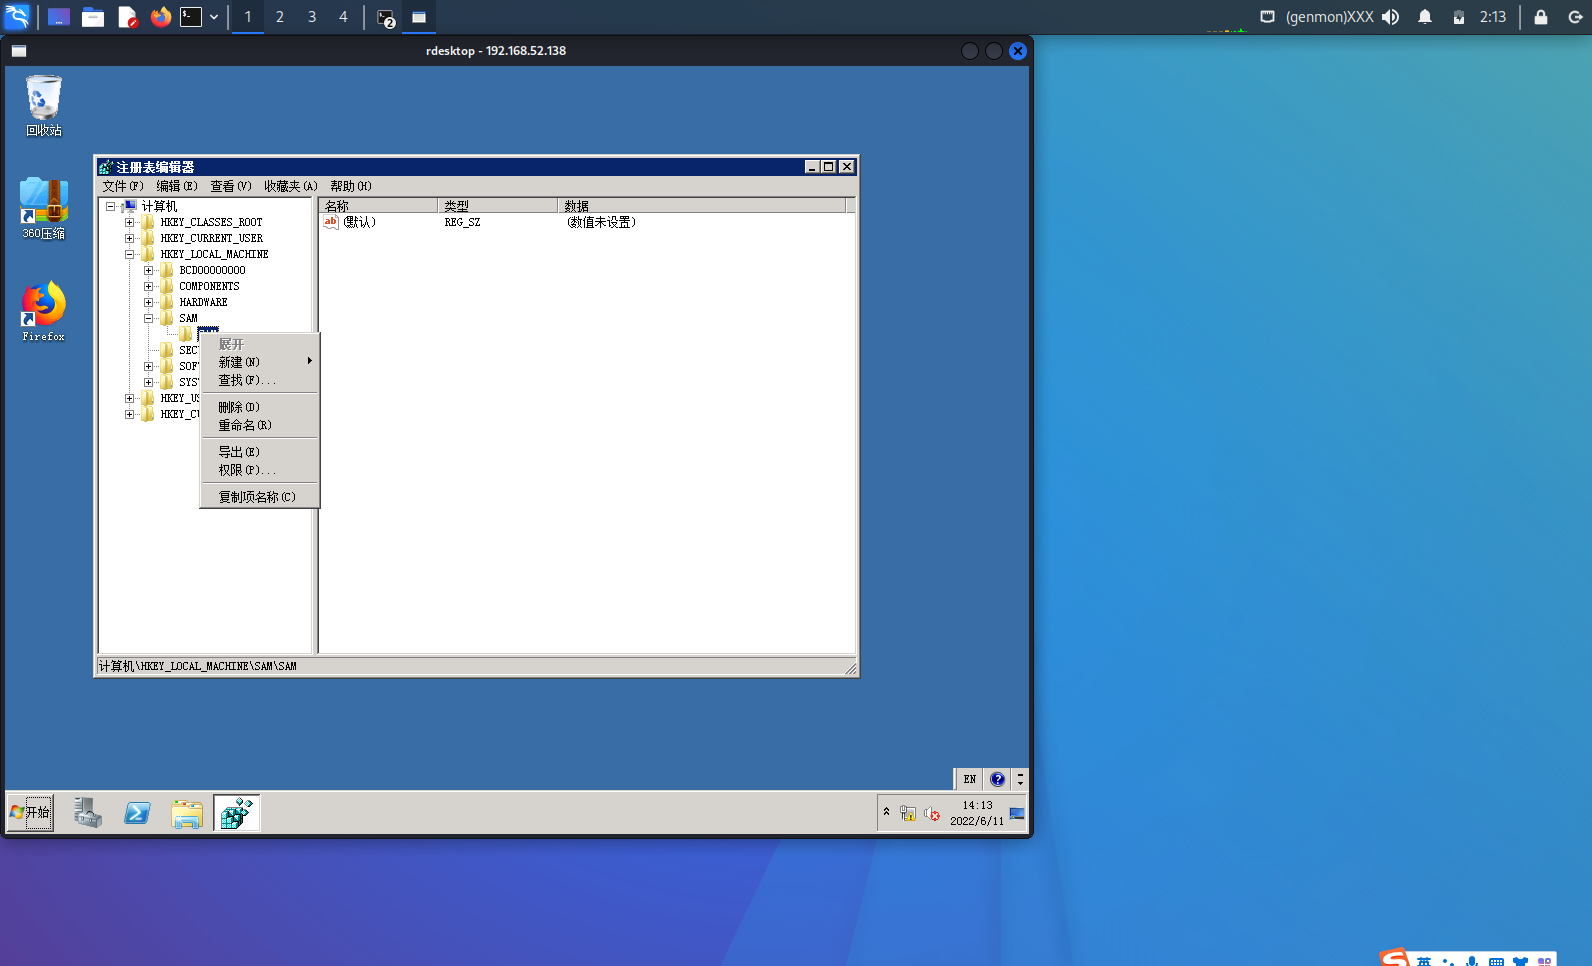 1 2 3 4 2 (genmon)XXX 2:13
rdesktop - 192.168.52.138
回收站
360压缩
Firefox
注册表编辑器
文件(F) 编辑(E) 查看(V) 收藏夹(A) 帮助(H)
计算机
HKEY_CLASSES_ROOT
HKEY_CURRENT_USER
HKEY_LOCAL_MACHINE
BCD00000000
COMPONENTS
HARDWARE
SAM
SEC
SOF
SYS
HKEY_US
HKEY_CU
名称 类型 数据
ab (默认) REG_SZ (数值未设置)
展开
新建(N)
查找(F)...
删除(D)
重命名(R)
导出(E)
权限(P)...
复制项名称(C)
计算机\HKEY_LOCAL_MACHINE\SAM\SAM
EN
开始
14:13
2022/6/11
英